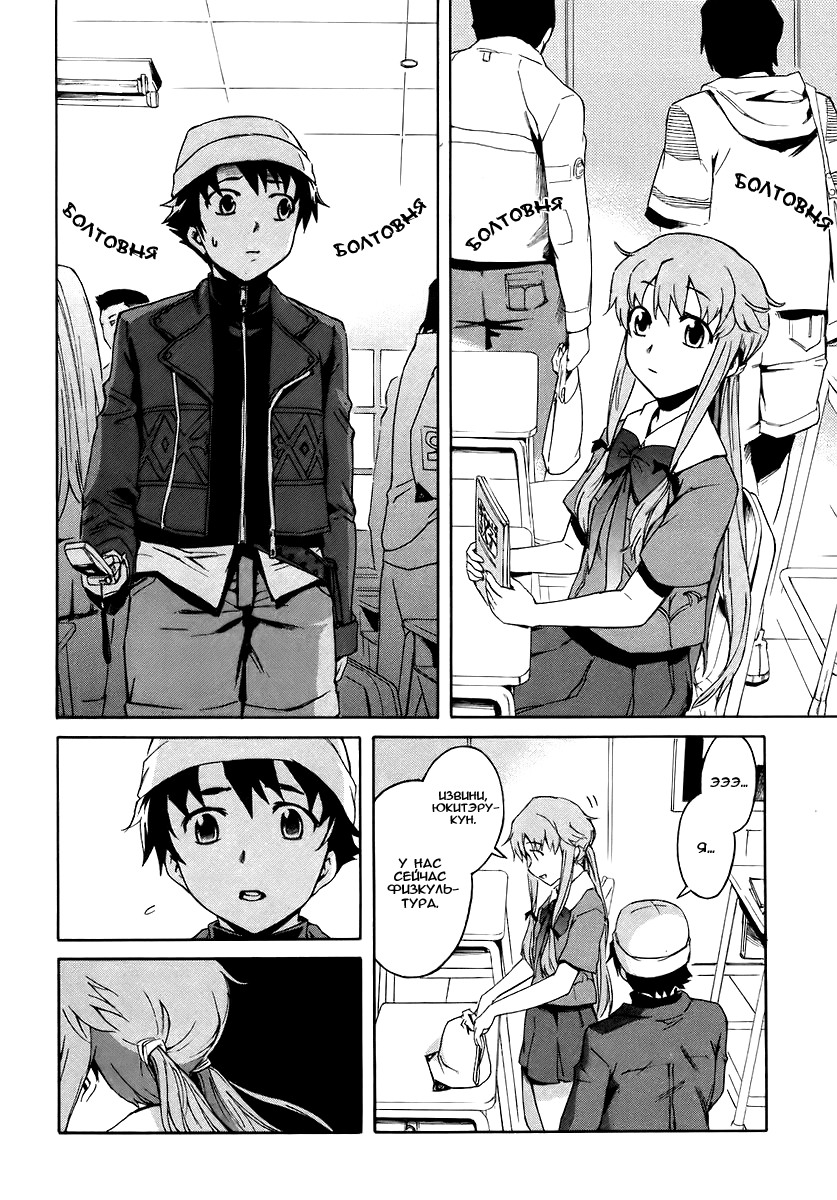 БОЛТОВНЯ
БОЛТОВНЯ
БОЛТОВНЯ
БОЛТОВНЯ
ЭЭЭ...
Я...
ИЗВИНИ,
ЮКИТЭРУ-
КУН.
У НАС
СЕЙЧАС
ФИЗКУЛЬ-
ТУРА.